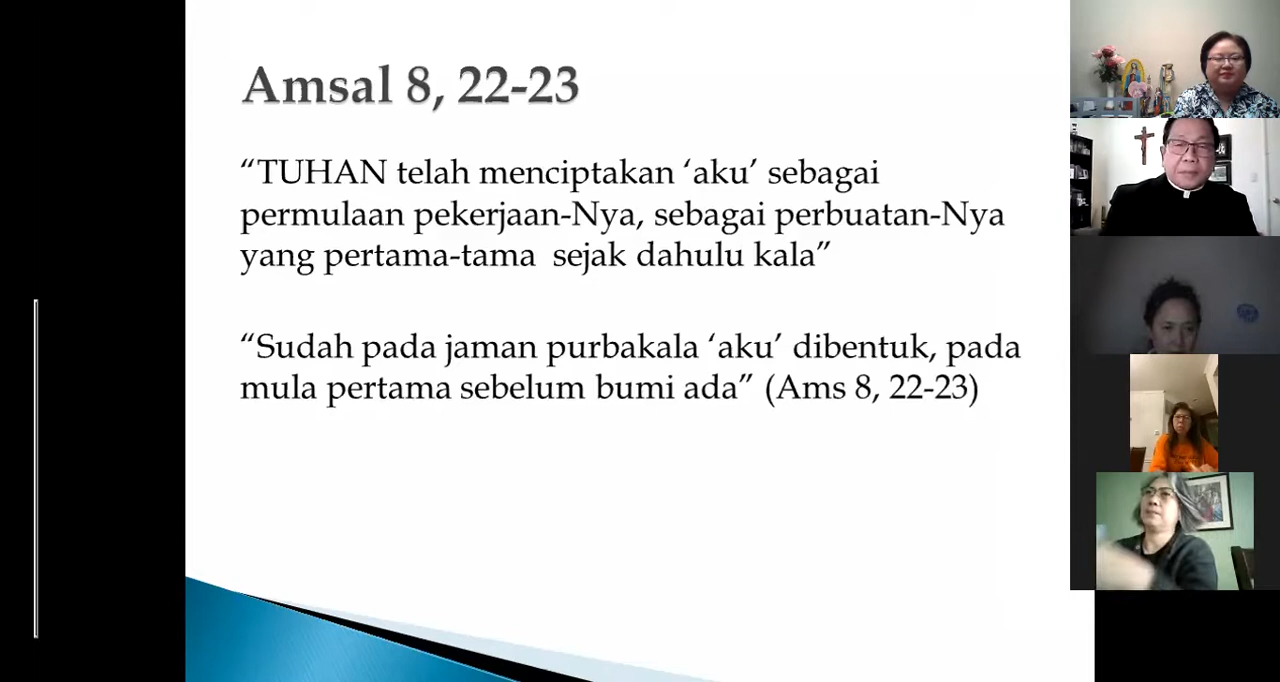 Amsal 8, 22-23
“TUHAN telah menciptakan ‘aku’ sebagai
permulaan pekerjaan-Nya, sebagai perbuatan-Nya
yang pertama-tama  sejak dahulu kala”
“Sudah pada jaman purbakala ‘aku’ dibentuk, pada
mula pertama sebelum bumi ada” (Ams 8, 22-23)